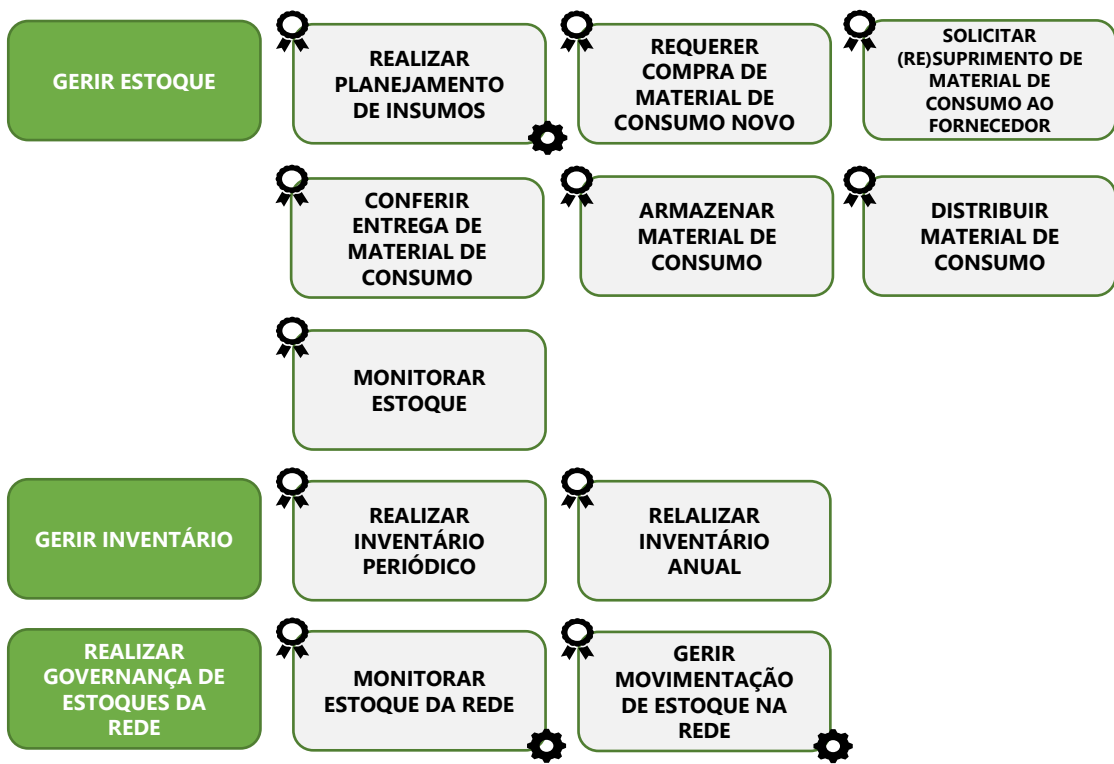 GERIR ESTOQUE
REALIZAR
PLANEJAMENTO
DE INSUMOS
REQUERER
COMPRA DE
MATERIAL DE
CONSUMO NOVO
SOLICITAR
(RE)SUPRIMENTO DE
MATERIAL DE
CONSUMO AO
FORNECEDOR
CONFERIR
ENTREGA DE
MATERIAL DE
CONSUMO
ARMAZENAR
MATERIAL DE
CONSUMO
DISTRIBUIR
MATERIAL DE
CONSUMO
MONITORAR
ESTOQUE
GERIR INVENTÁRIO
REALIZAR
INVENTÁRIO
PERIÓDICO
RELALIZAR
INVENTÁRIO
ANUAL
REALIZAR
GOVERNANÇA DE
ESTOQUES DA
REDE
MONITORAR
ESTOQUE DA REDE
GERIR
MOVIMENTAÇÃO
DE ESTOQUE NA
REDE